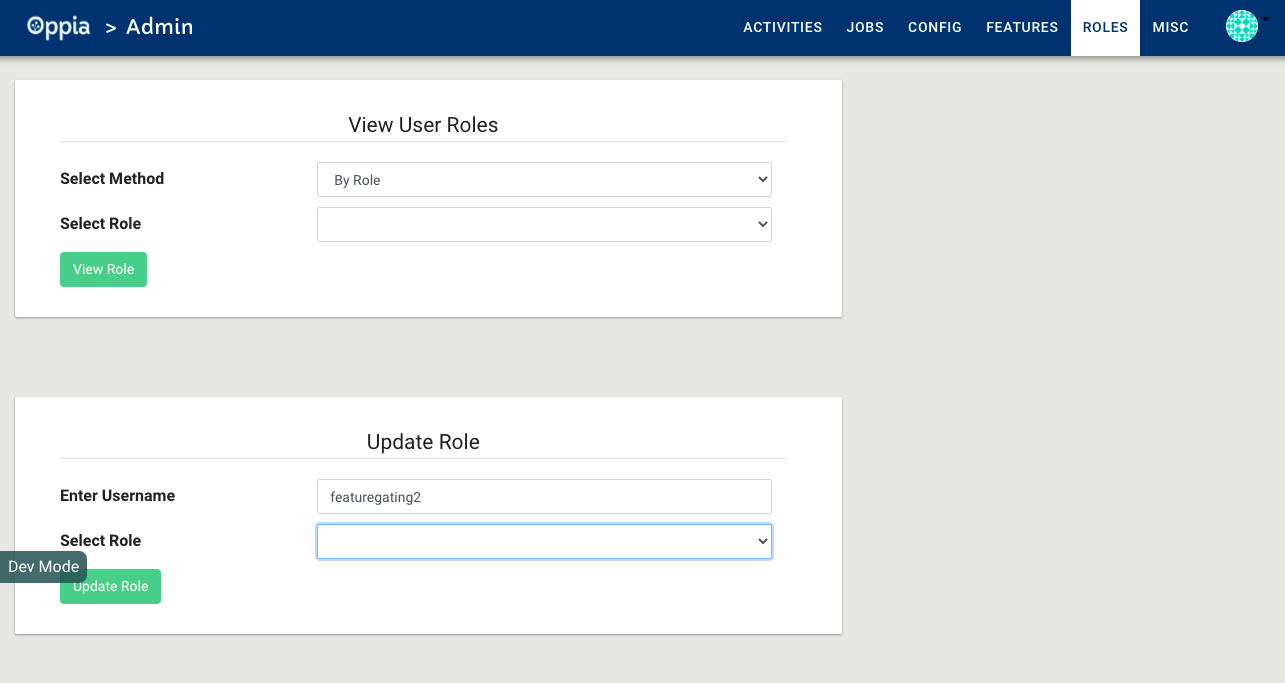 Oppia > Admin ACTIVITIES JOBS CONFIG FEATURES ROLES MISC
View User Roles
Select Method By Role
Select Role
View Role
Update Role
Enter Username featuregating2
Select Role
Dev Mode
Update Role